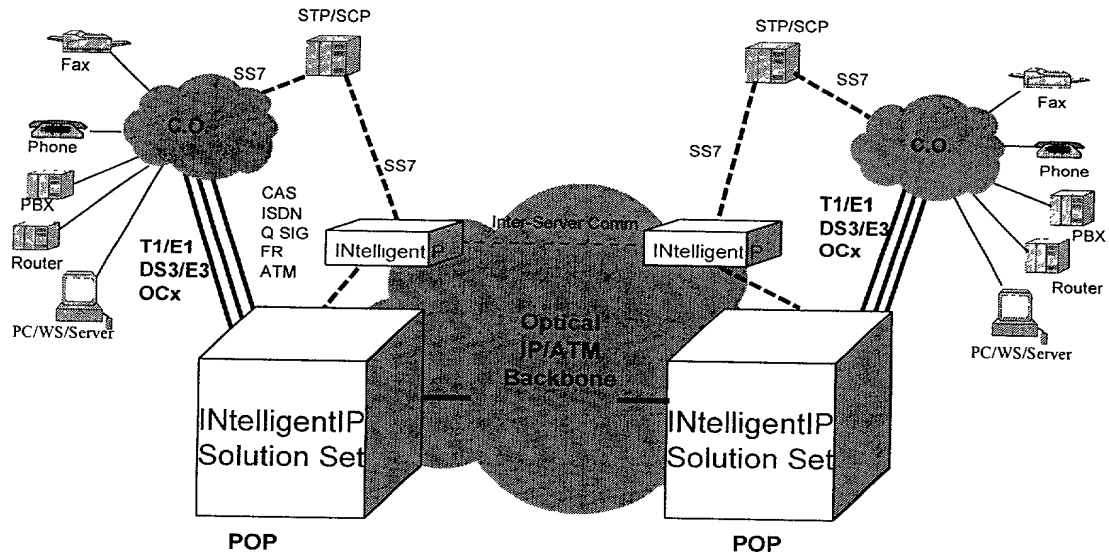 STP/SCP
Fax
SS7
C.O.
Phone
PBX
Router
PC/WS/Server
SS7
CAS
ISDN
Q SIG
FR
ATM
T1/E1
DS3/E3
OCx
INtelligentIP
Inter-Server Comm
INtelligentIP
Optical
IP/ATM
Backbone
INtelligentIP
Solution Set
POP
INtelligentIP
Solution Set
POP
STP/SCP
SS7
SS7
C.O.
Fax
Phone
PBX
Router
PC/WS/Server
T1/E1
DS3/E3
OCx